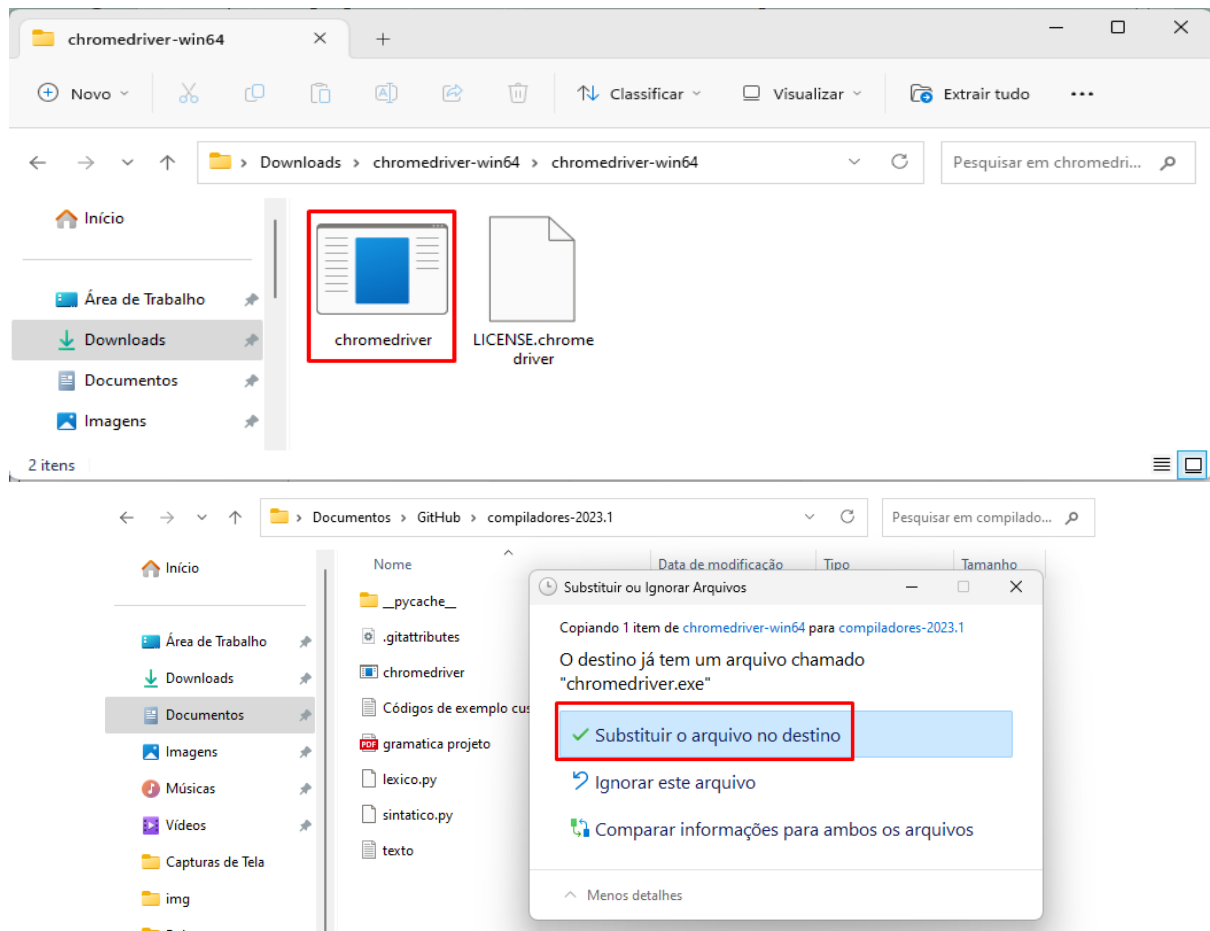 chromedriver-win64
Novo
Classificar
Visualizar
Extrair tudo
Downloads > chromedriver-win64 > chromedriver-win64
Pesquisar em chromedri...
Início
Área de Trabalho
Downloads
Documentos
Imagens
chromedriver
LICENSE.chrome
driver
2 itens
Documentos > GitHub > compiladores-2023.1
Pesquisar em compilado...
Início
Área de Trabalho
Downloads
Documentos
Imagens
Músicas
Vídeos
Capturas de Tela
img
Nome
Data de modificação
Tipo
Tamanho
__pycache__
.gitattributes
chromedriver
Códigos de exemplo cus
PDF gramatica projeto
lexico.py
sintatico.py
texto
Substituir ou Ignorar Arquivos
Copiando 1 item de chromedriver-win64 para compiladores-2023.1
O destino já tem um arquivo chamado
"chromedriver.exe"
Substituir o arquivo no destino
Ignorar este arquivo
Comparar informações para ambos os arquivos
Menos detalhes